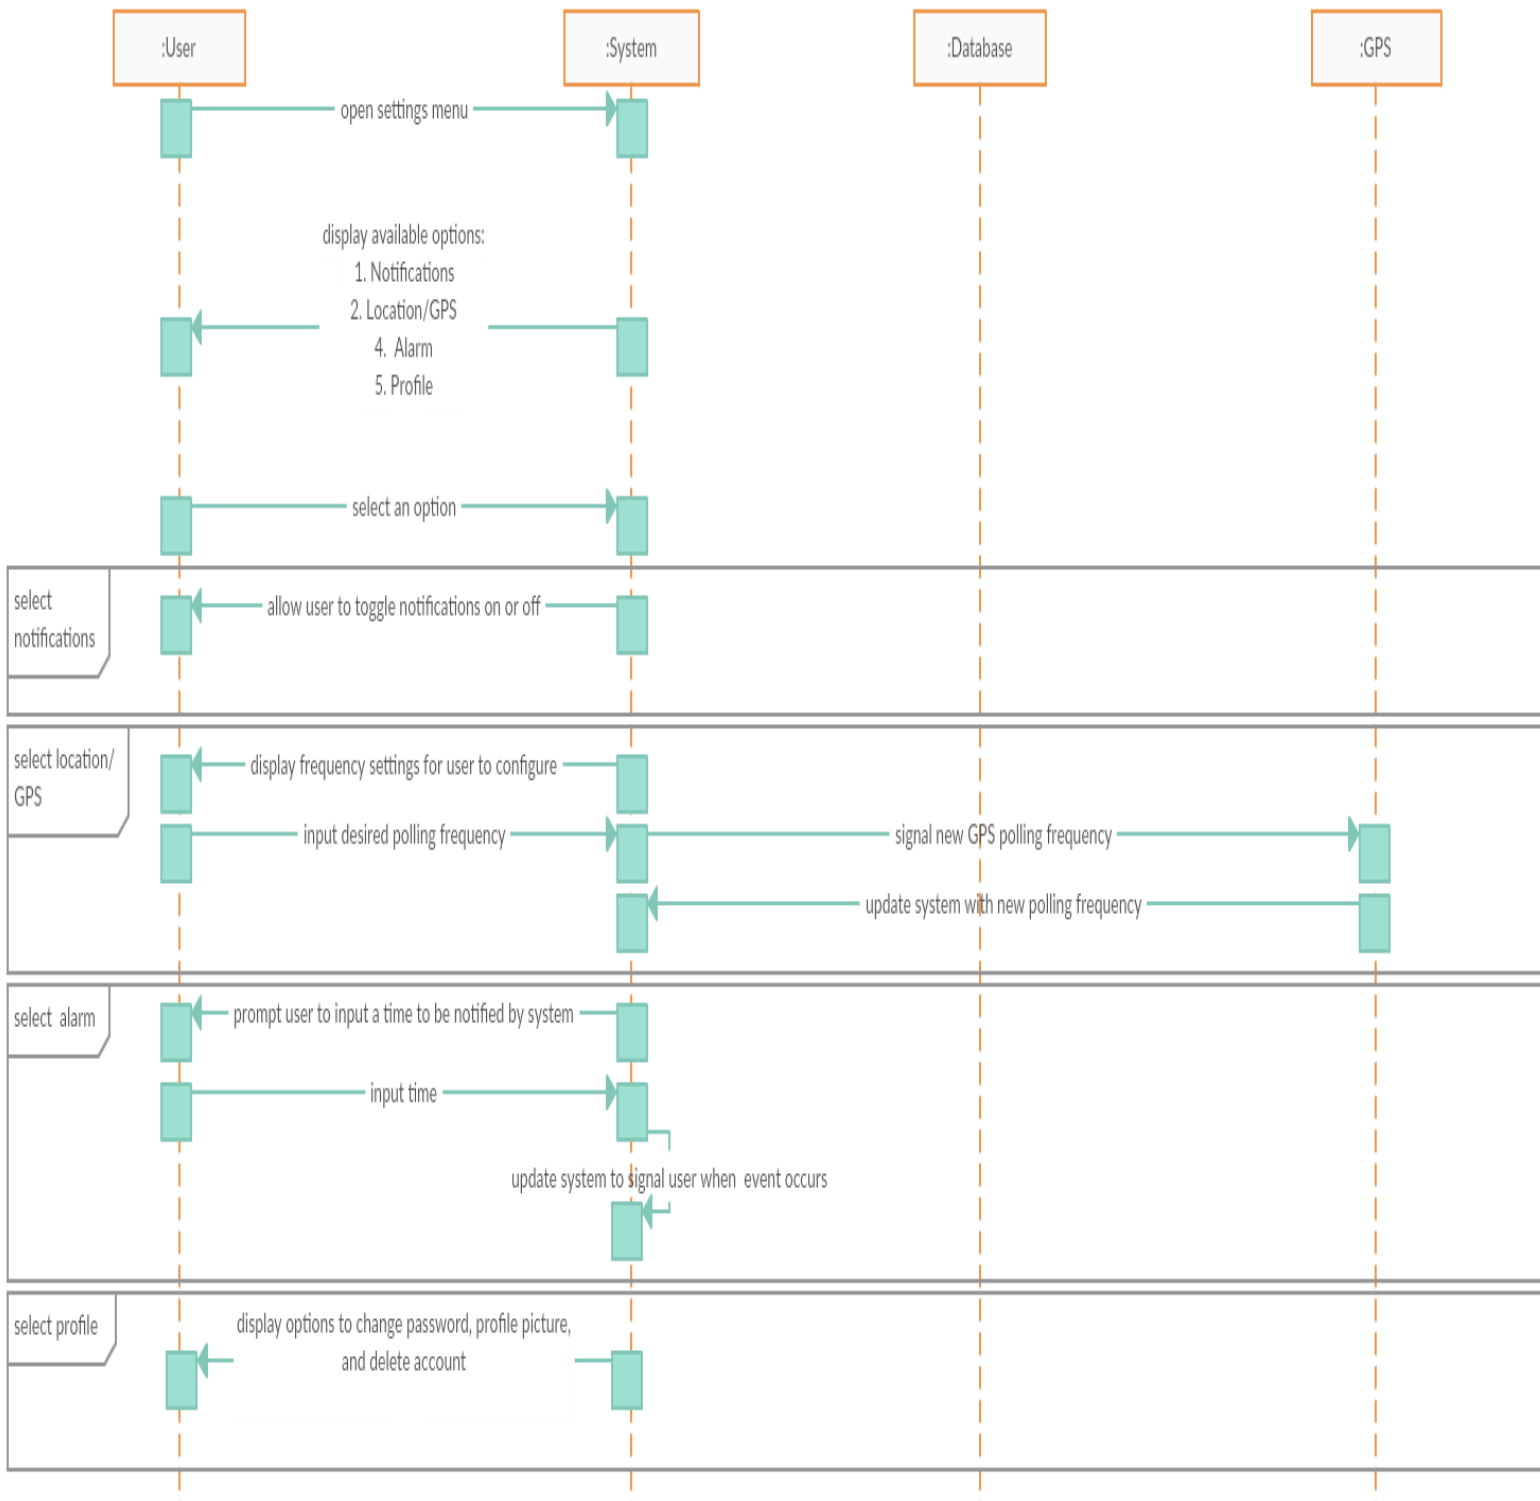 :User
:System
:Database
:GPS
open settings menu
display available options:
1. Notifications
2. Location/GPS
4.  Alarm
5. Profile
select an option
select
notifications
allow user to toggle notifications on or off
select location/
GPS
display frequency settings for user to configure
input desired polling frequency
signal new GPS polling frequency
update system with new polling frequency
select  alarm
prompt user to input a time to be notified by system
input time
update system to signal user when  event occurs
select profile
display options to change password, profile picture,
and delete account